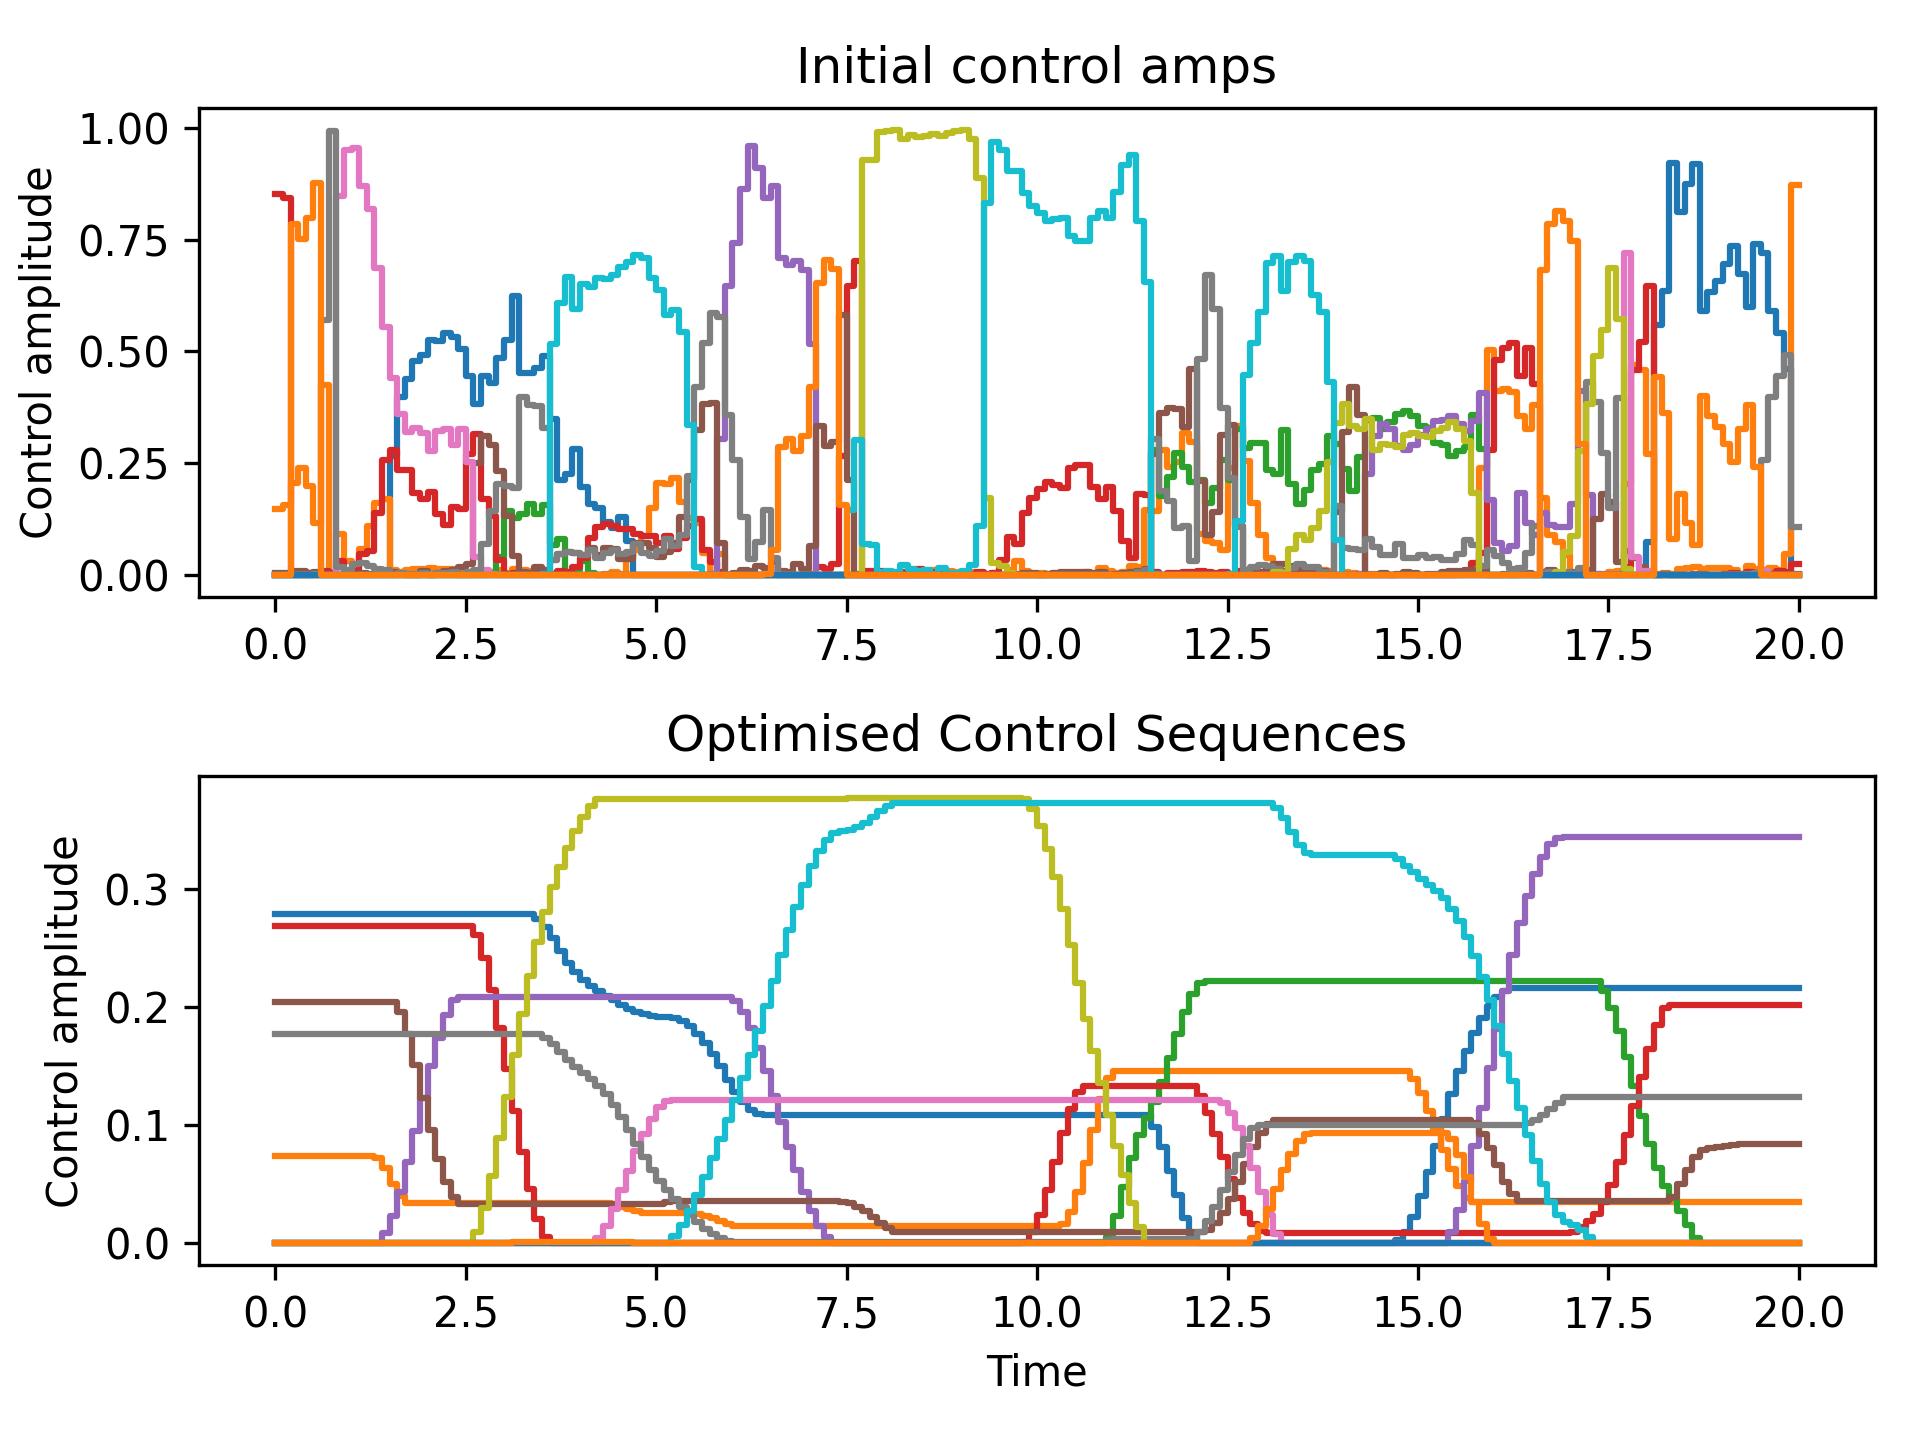 Initial control amps
Control amplitude
1.00
0.75
0.50
0.25
0.00
0.0 2.5 5.0 7.5 10.0 12.5 15.0 17.5 20.0
Optimised Control Sequences
Control amplitude
0.3
0.2
0.1
0.0
0.0 2.5 5.0 7.5 10.0 12.5 15.0 17.5 20.0
Time